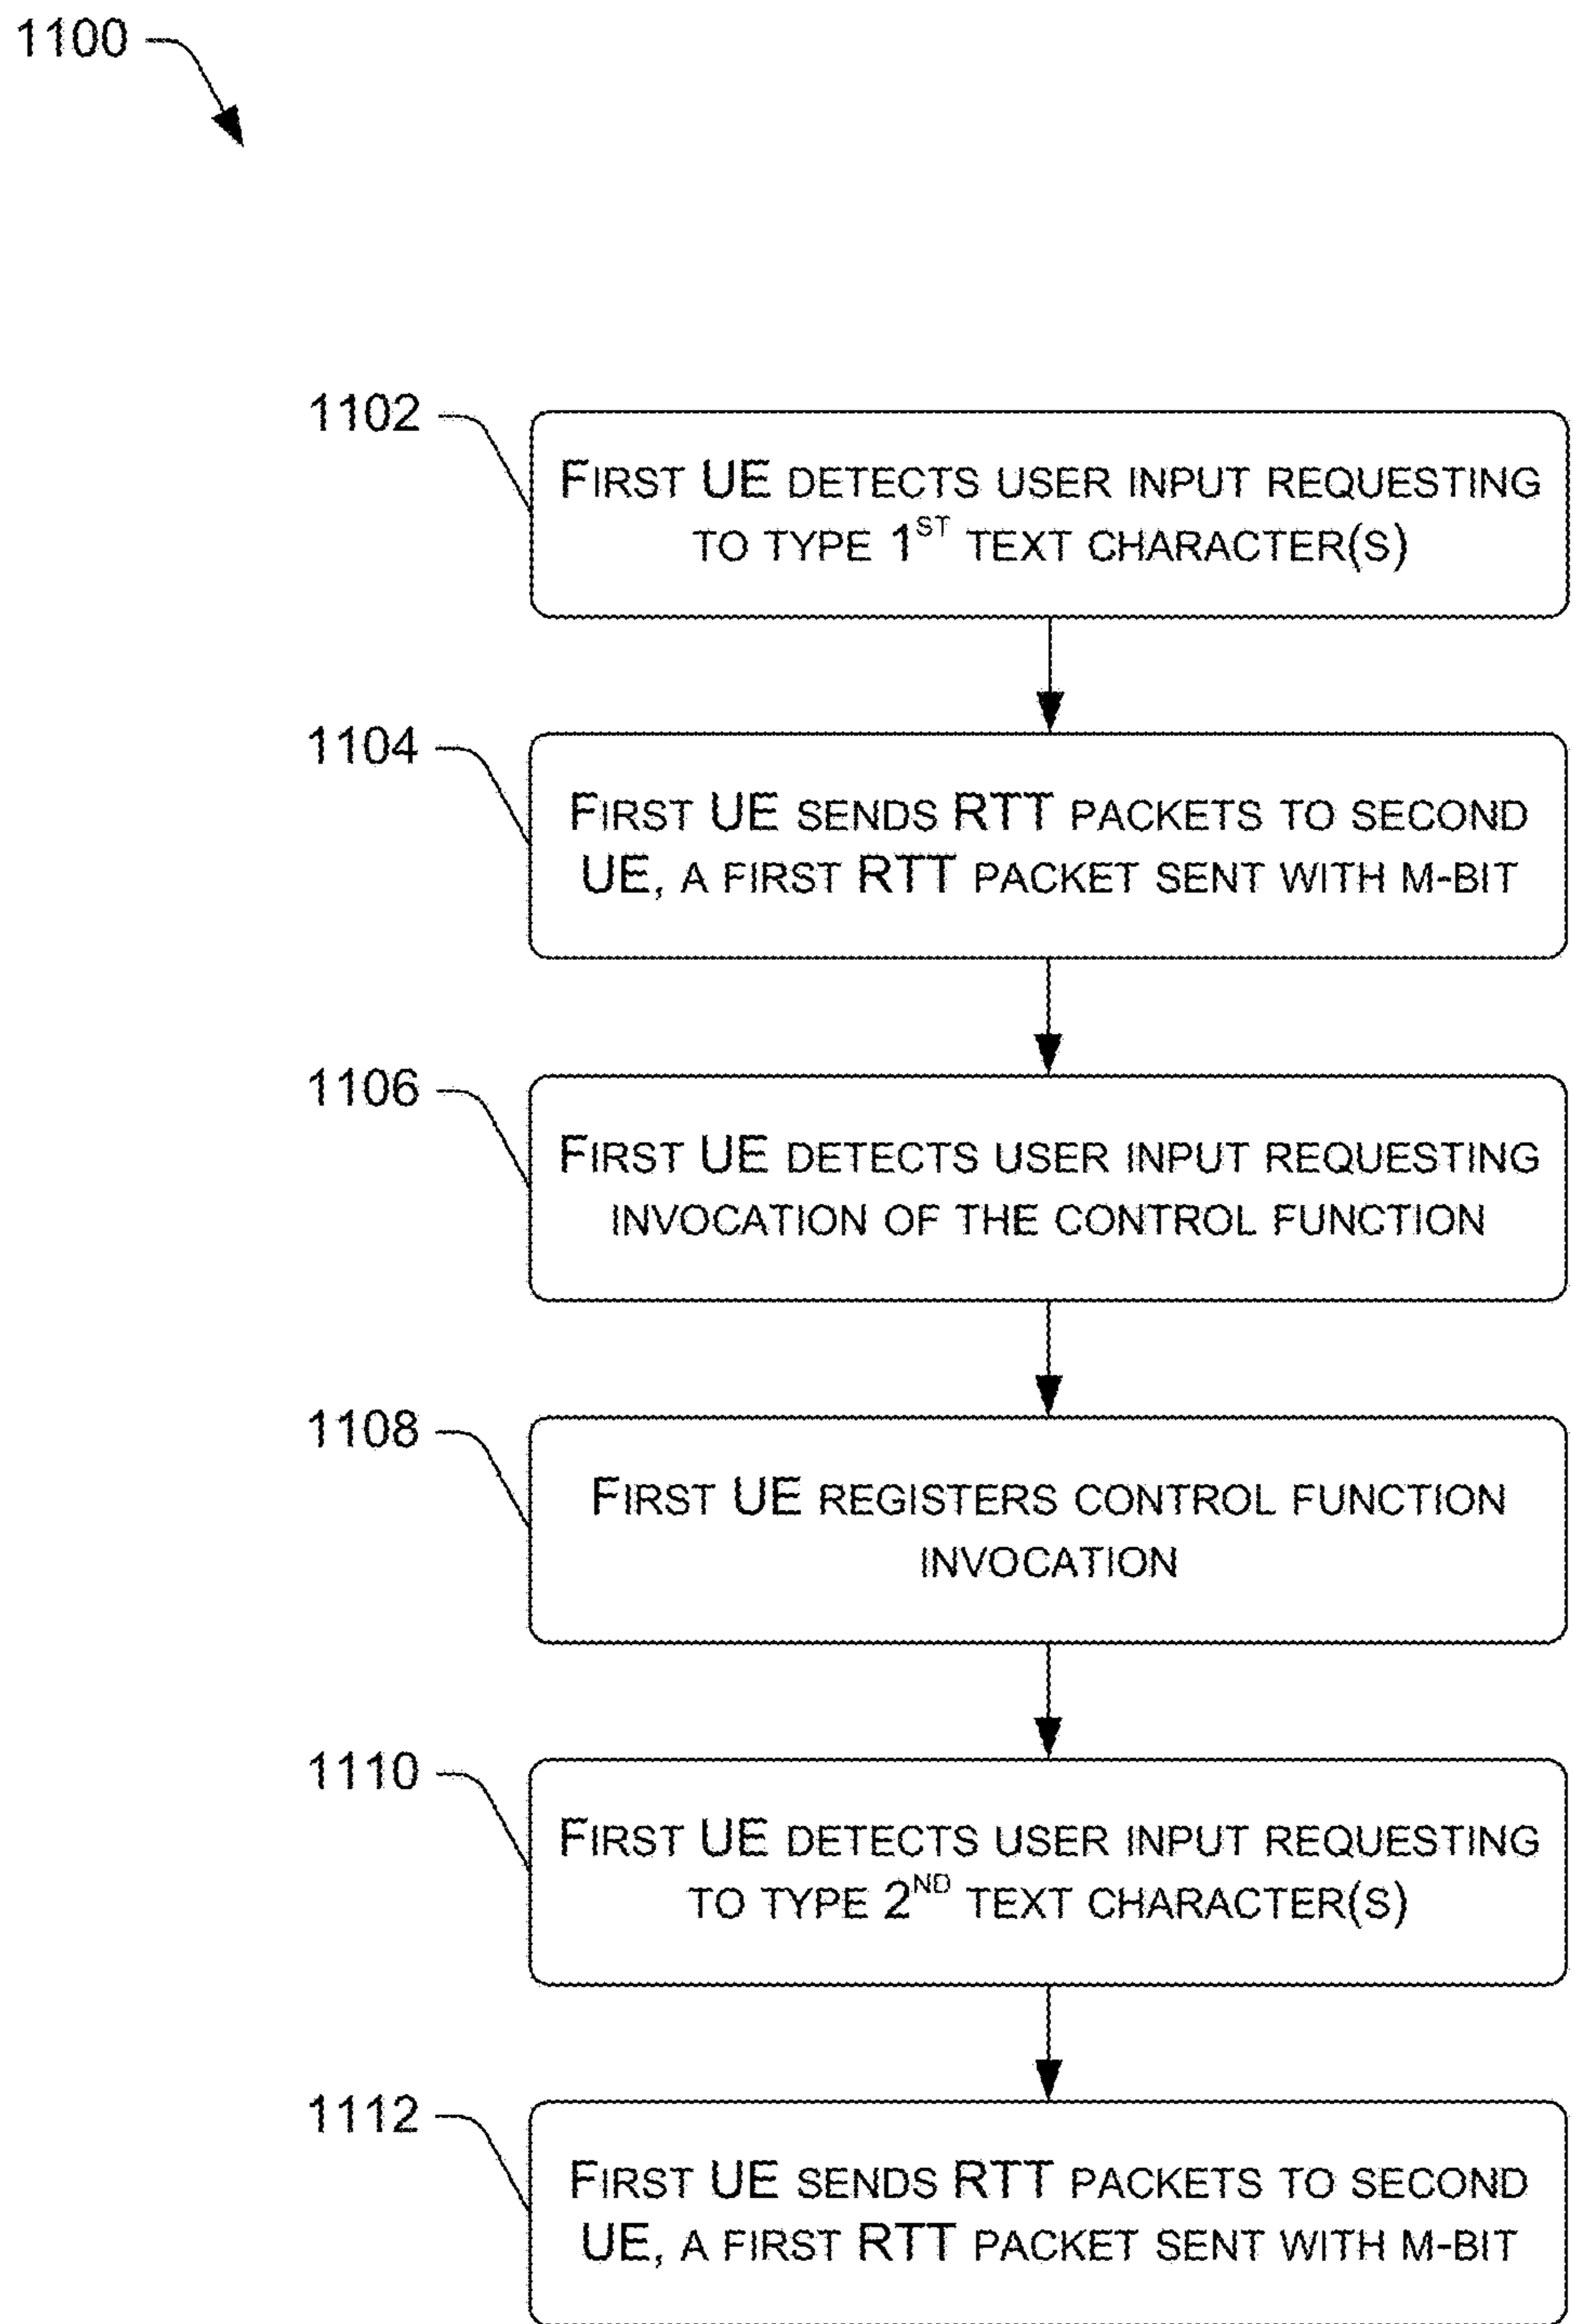 1100
1102
FIRST UE DETECTS USER INPUT REQUESTING
TO TYPE 1ST TEXT CHARACTER(S)
1104
FIRST UE SENDS RTT PACKETS TO SECOND
UE, A FIRST RTT PACKET SENT WITH M-BIT
1106
FIRST UE DETECTS USER INPUT REQUESTING
INVOCATION OF THE CONTROL FUNCTION
1108
FIRST UE REGISTERS CONTROL FUNCTION
INVOCATION
1110
FIRST UE DETECTS USER INPUT REQUESTING
TO TYPE 2ND TEXT CHARACTER(S)
1112
FIRST UE SENDS RTT PACKETS TO SECOND
UE, A FIRST RTT PACKET SENT WITH M-BIT